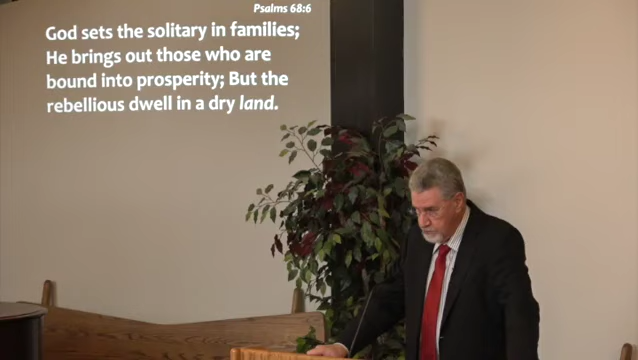 Psalms 68:6
God sets the solitary in families;
He brings out those who are
bound into prosperity; But the
rebellious dwell in a dry land.